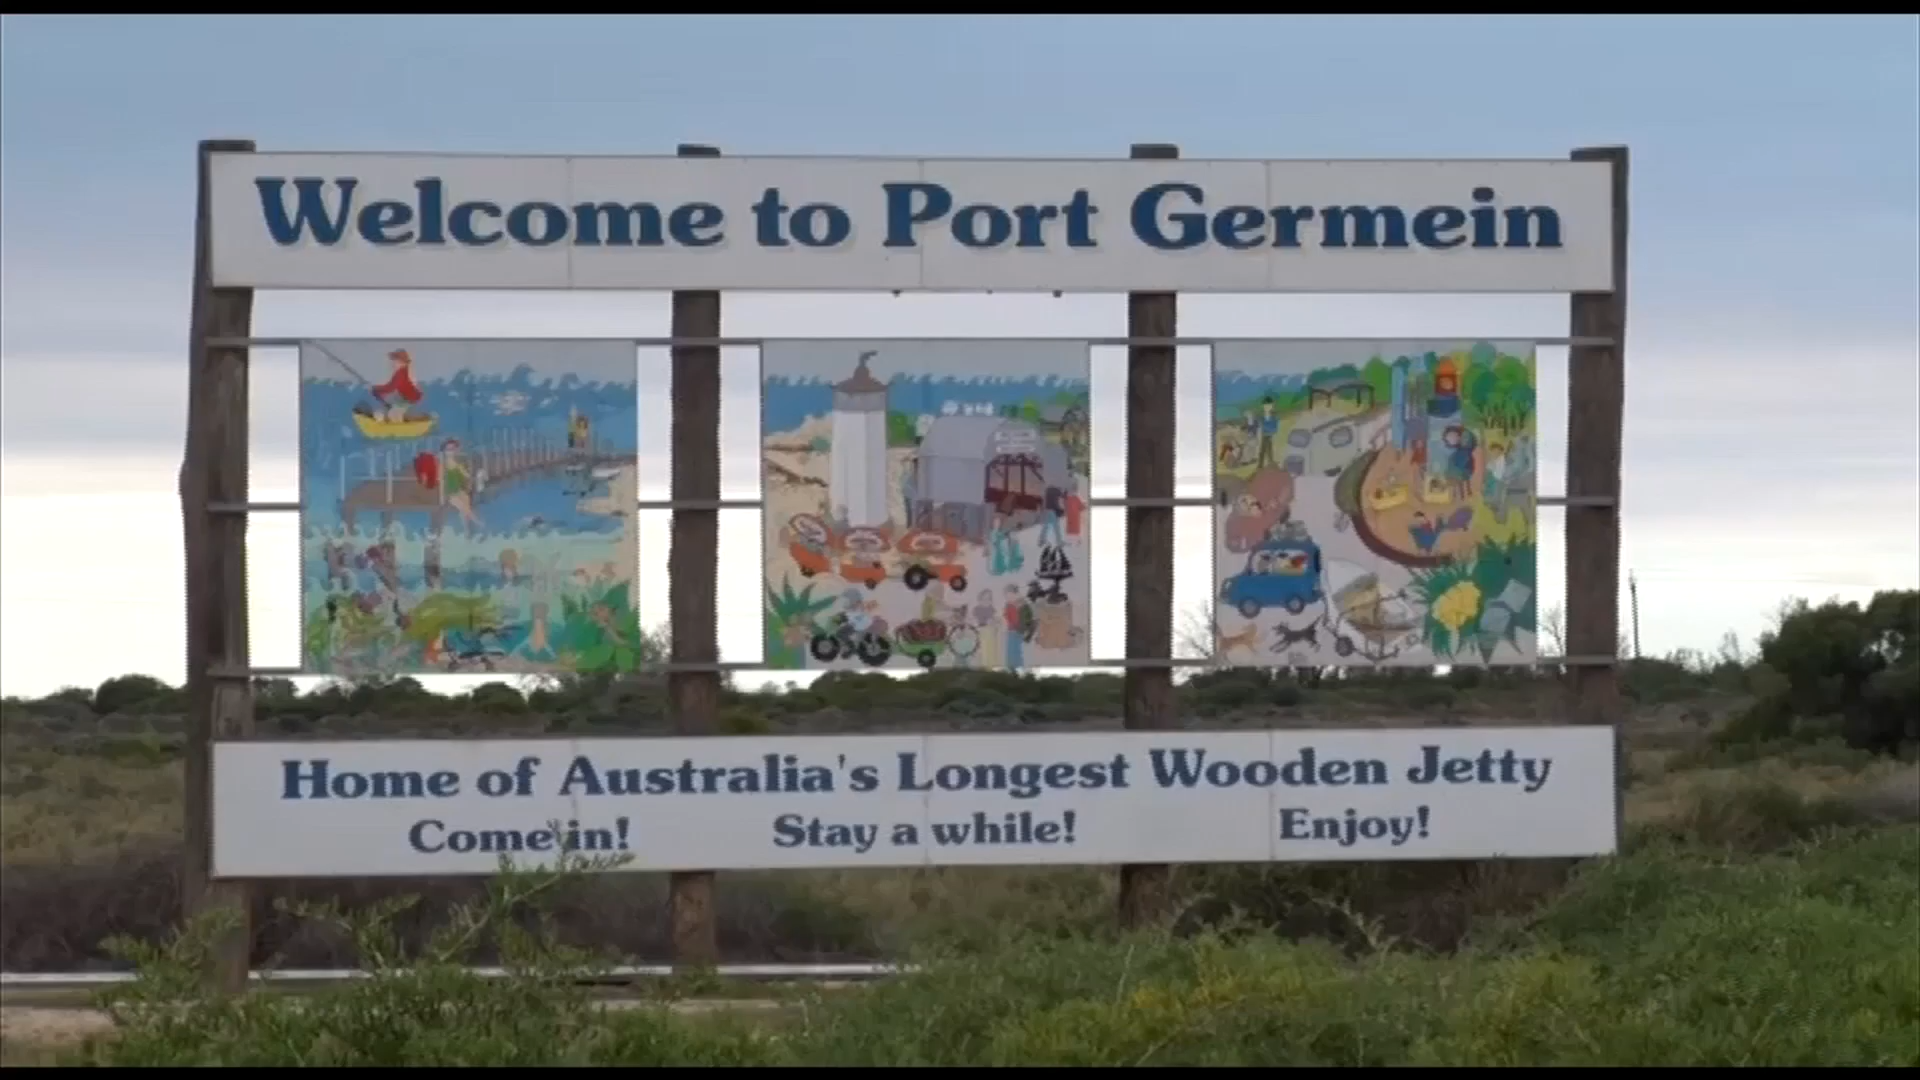 Welcome to Port Germein
Home of Australia's Longest Wooden Jetty
Come in! Stay a while! Enjoy!